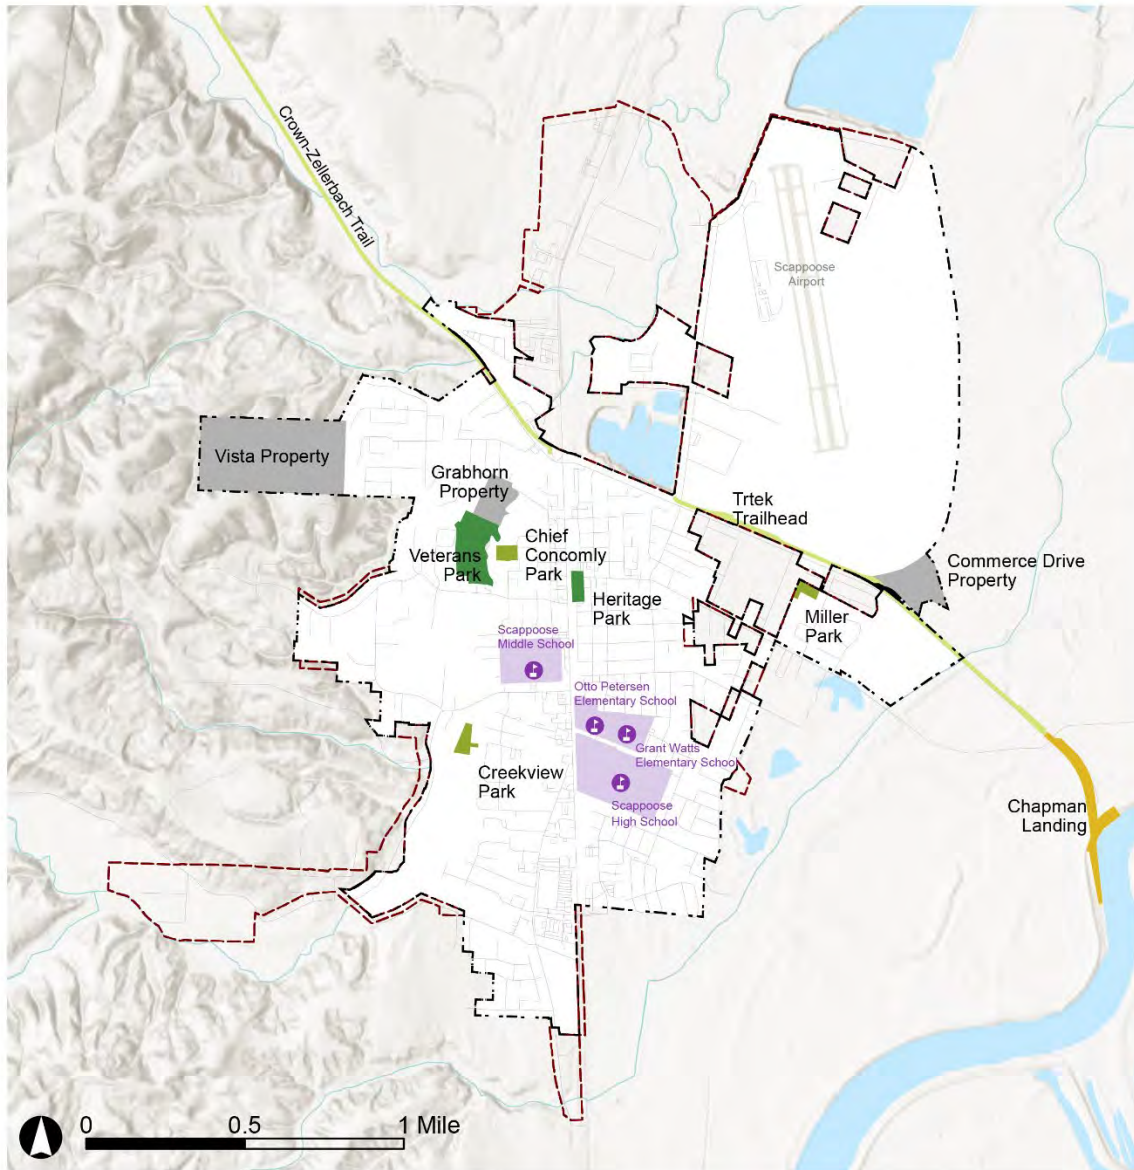 Crown-Zellerbach Trail
Scappoose
Airport
Vista Property
Grabhorn
Property
Trtek
Trailhead
Veterans
Park
Chief
Concomly
Park
Commerce Drive
Property
Heritage
Park
Miller
Park
Scappoose
Middle School
Otto Petersen
Elementary School
Grant Watts
Elementary School
Creekview
Park
Scappoose
High School
Chapman
Landing
0 0.5 1 Mile